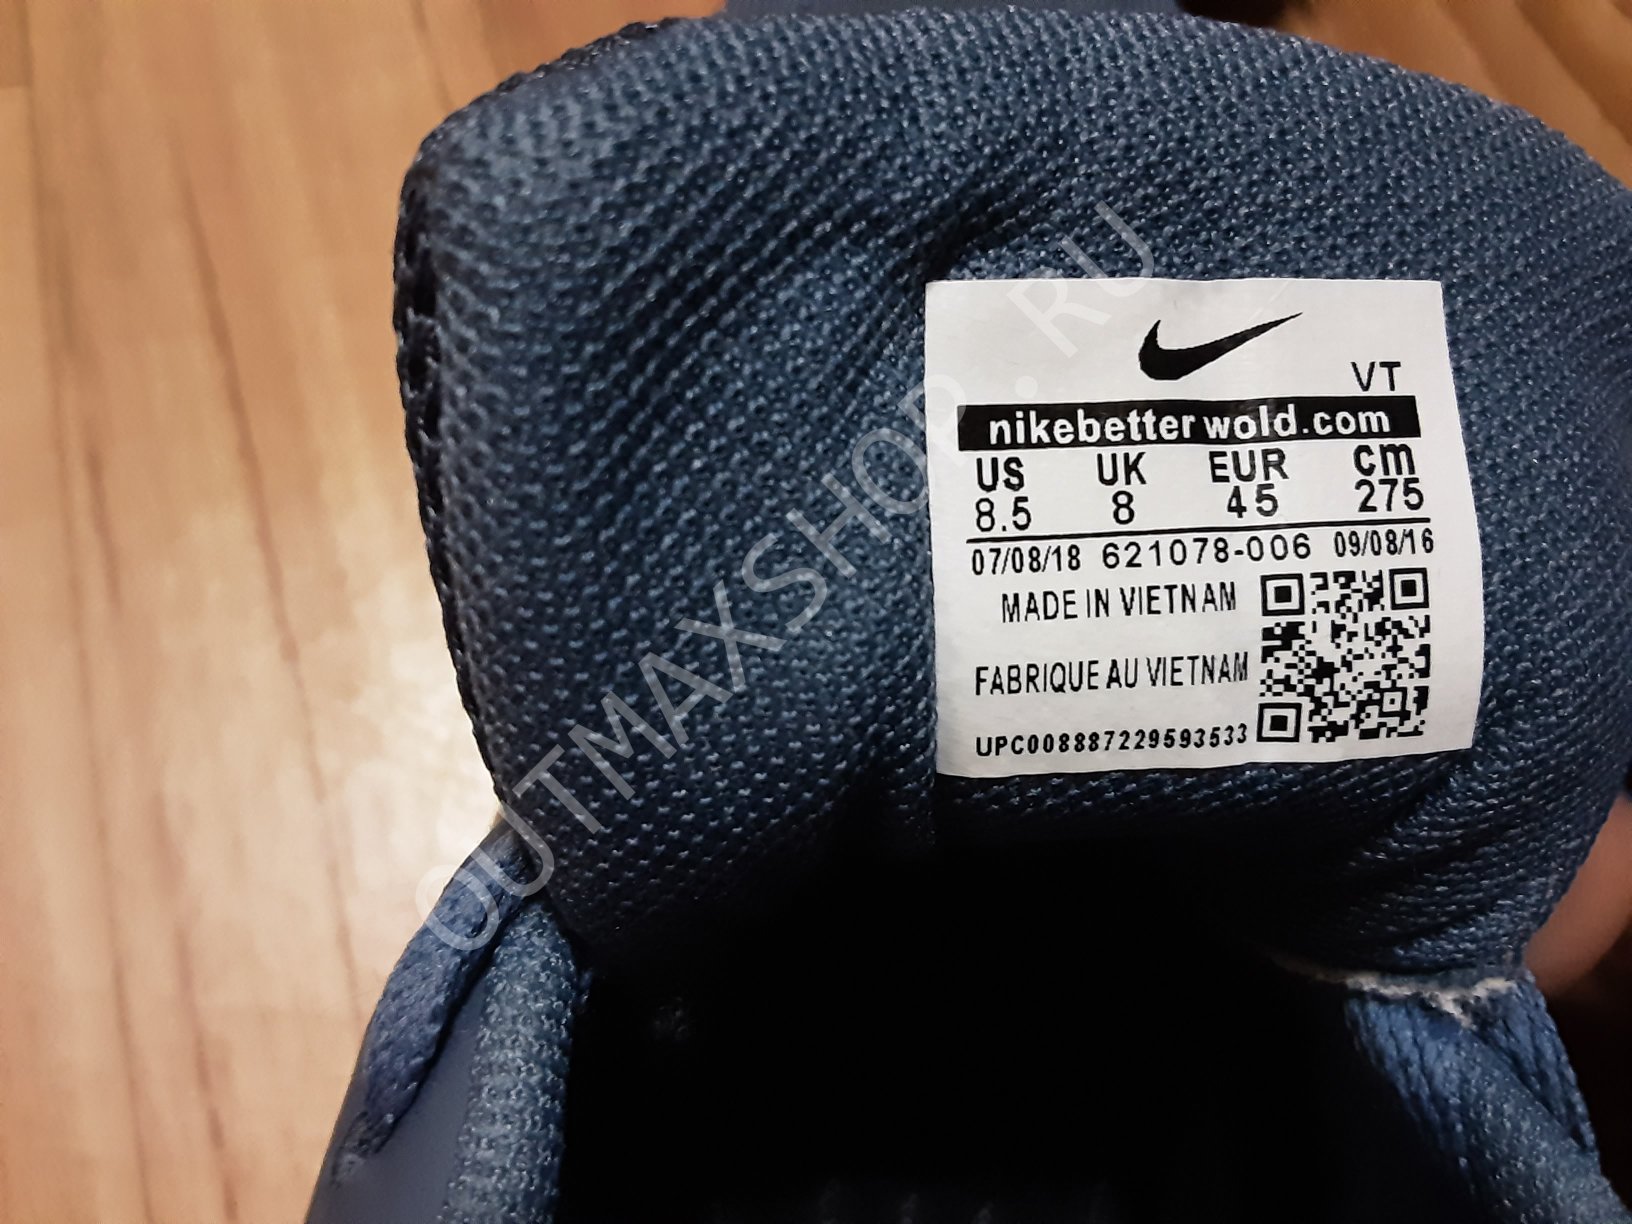 VT
nikebetterwold.com
US UK EUR cm
8.5 8 45 275
07/08/18 621078-006 09/08/16
MADE IN VIETNAM
FABRIQUE AU VIETNAM
UPC008887229593533
OUTMAXSHOP.RU